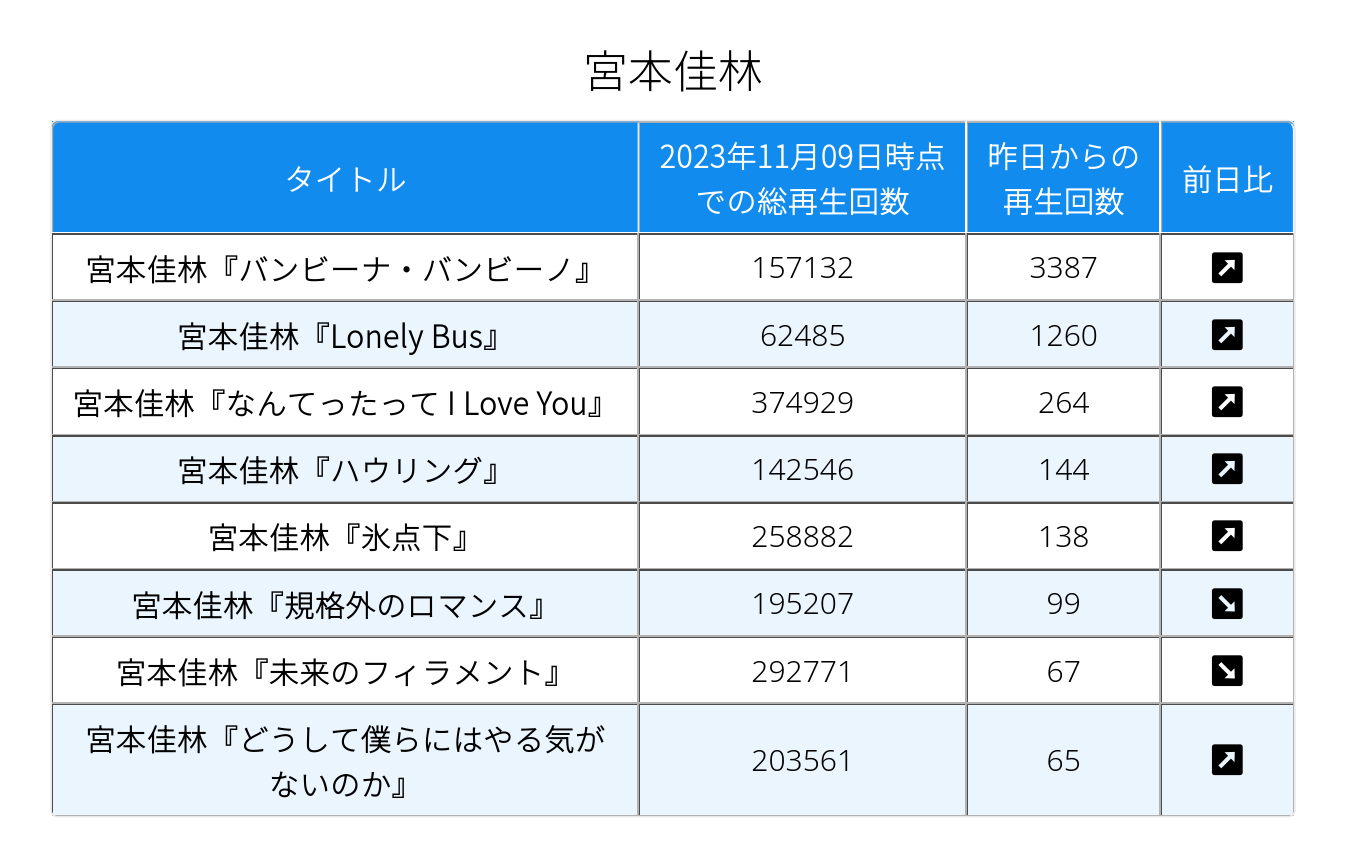 宮本佳林
タイトル
2023年11月09日時点
での総再生回数
昨日からの
再生回数
前日比
宮本佳林『バンビーナ・バンビーノ』
157132
3387
宮本佳林『Lonely Bus』
62485
1260
宮本佳林『なんてったって I Love You』
374929
264
宮本佳林『ハウリング』
142546
144
宮本佳林『氷点下』
258882
138
宮本佳林『規格外のロマンス』
195207
99
宮本佳林『未来のフィラメント』
292771
67
宮本佳林『どうして僕らにはやる気が
ないのか』
203561
65